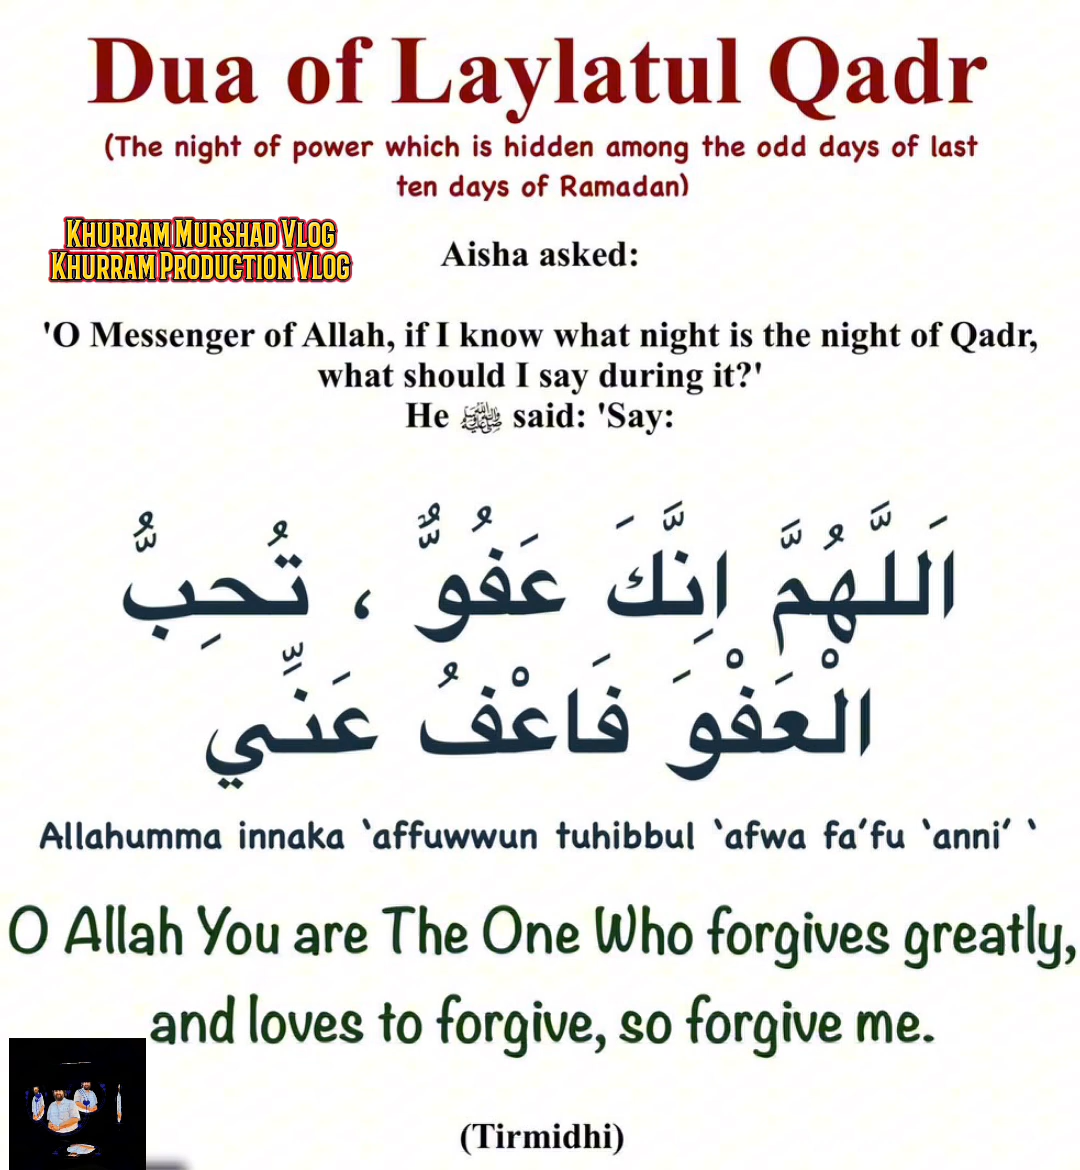 Dua of Laylatul Qadr
(The night of power which is hidden among the odd days of last
ten days of Ramadan)
Khurram Murshad Vlog
Khurram Production Vlog
Aisha asked:
'O Messenger of Allah, if I know what night is the night of Qadr,
what should I say during it?'
He ﷺ said: 'Say:
اَللَّهُمَّ اِنَّكَ عَفُوٌّ ، تُحِبُّ
الْعَفْوَ فَاعْفُ عَنِّي
Allahumma innaka `affuwwun tuhibbul `afwa fa’fu `anni’ `
O Allah You are The One Who forgives greatly,
and loves to forgive, so forgive me.
(Tirmidhi)